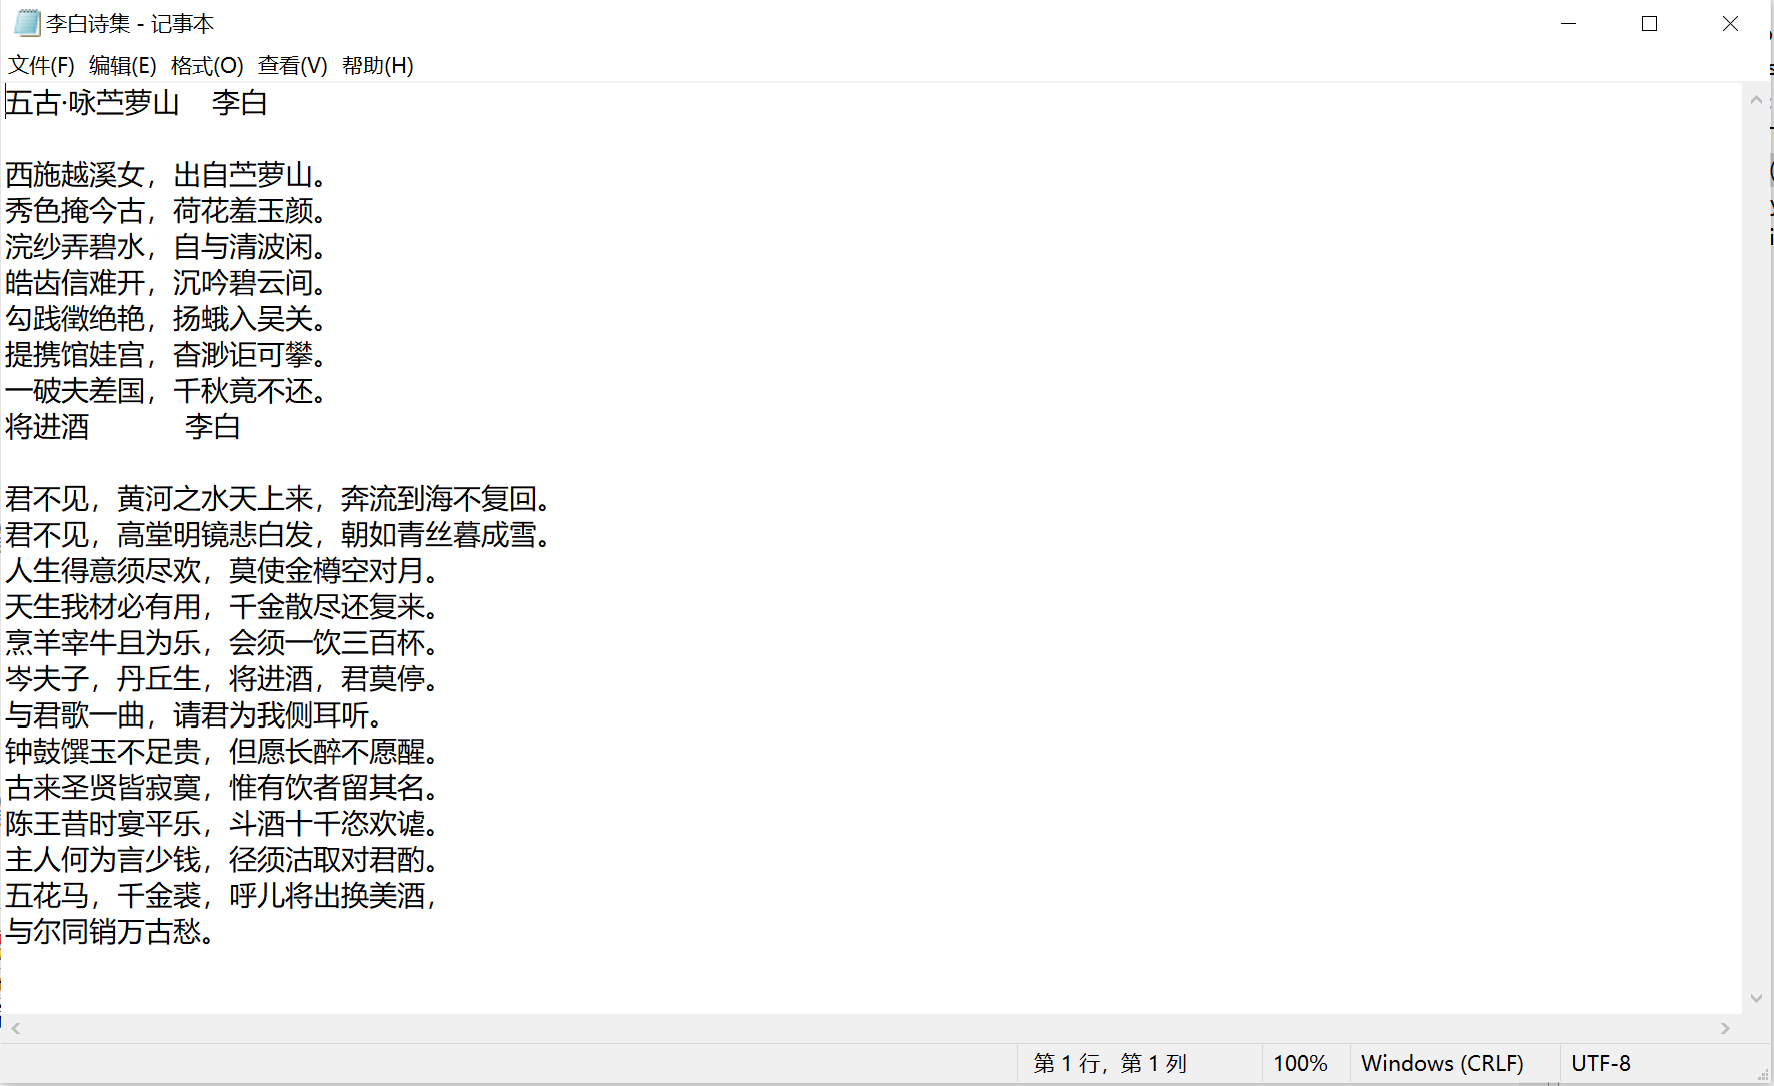 李白诗集 - 记事本
文件(F) 编辑(E) 格式(O) 查看(V) 帮助(H)
五古·咏苎萝山 李白
西施越溪女，出自苎萝山。
秀色掩今古，荷花羞玉颜。
浣纱弄碧水，自与清波闲。
皓齿信难开，沉吟碧云间。
勾践徵绝艳，扬蛾入吴关。
提携馆娃宫，杳渺讵可攀。
一破夫差国，千秋竟不还。
将进酒 李白
君不见，黄河之水天上来，奔流到海不复回。
君不见，高堂明镜悲白发，朝如青丝暮成雪。
人生得意须尽欢，莫使金樽空对月。
天生我材必有用，千金散尽还复来。
烹羊宰牛且为乐，会须一饮三百杯。
岑夫子，丹丘生，将进酒，君莫停。
与君歌一曲，请君为我侧耳听。
钟鼓馔玉不足贵，但愿长醉不愿醒。
古来圣贤皆寂寞，惟有饮者留其名。
陈王昔时宴平乐，斗酒十千恣欢谑。
主人何为言少钱，径须沽取对君酌。
五花马，千金裘，呼儿将出换美酒，
与尔同销万古愁。
第 1 行，第 1 列 100% Windows (CRLF) UTF-8